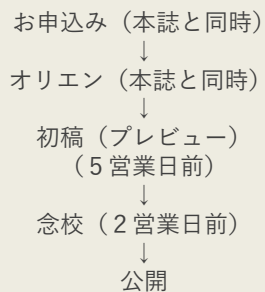 お申込み（本誌と同時）
↓
オリエン（本誌と同時）
↓
初稿（プレビュー）
（５営業日前）
↓
念校（２営業日前）
↓
公開